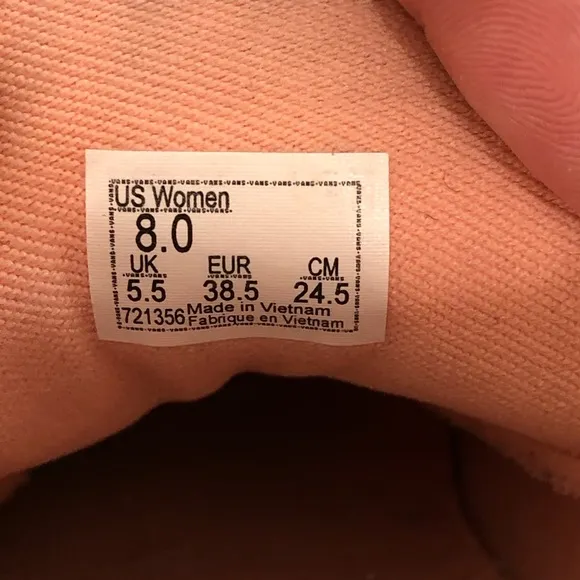 US Women
8.0
UK EUR CM
5.5 38.5 24.5
721356 Made in Vietnam
Fabrique en Vietnam